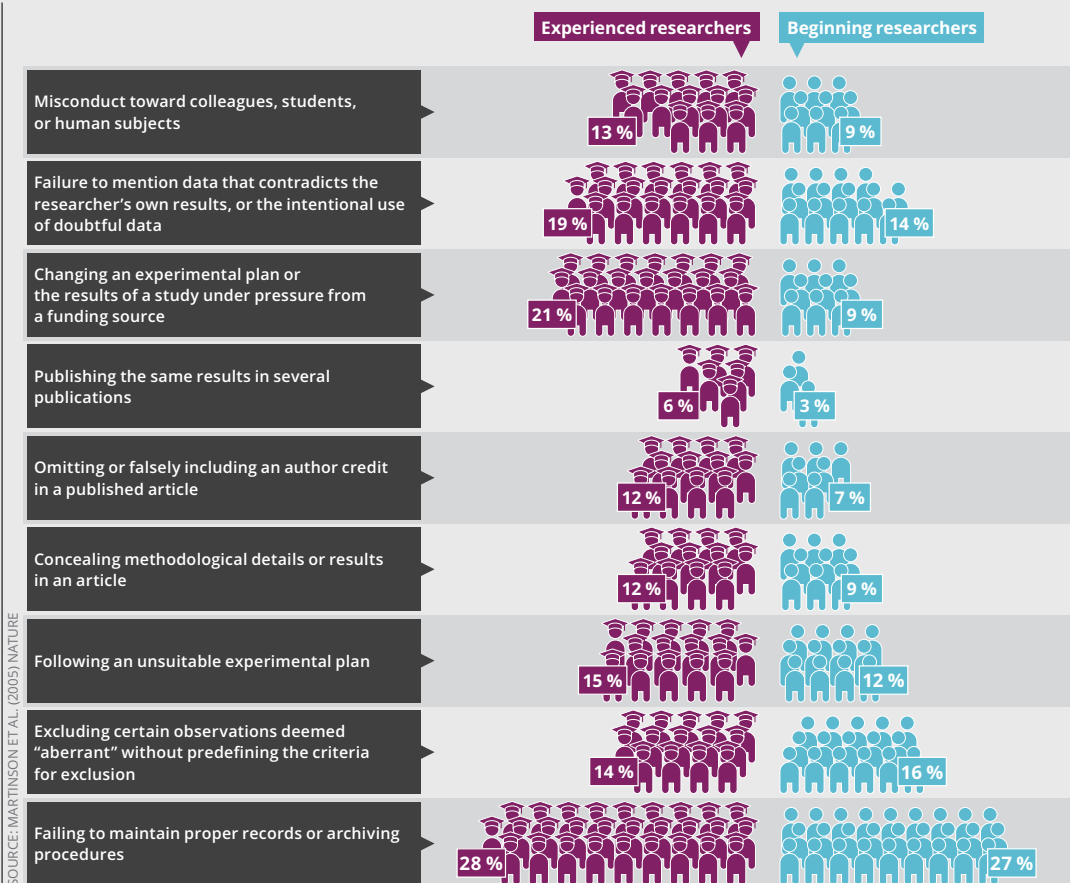 Experienced researchers
Beginning researchers
Misconduct toward colleagues, students,
or human subjects
13 %
9 %
Failure to mention data that contradicts the
researcher’s own results, or the intentional use
of doubtful data
19 %
14 %
Changing an experimental plan or
the results of a study under pressure from
a funding source
21 %
9 %
Publishing the same results in several
publications
6 %
3 %
Omitting or falsely including an author credit
in a published article
12 %
7 %
Concealing methodological details or results
in an article
12 %
9 %
Following an unsuitable experimental plan
15 %
12 %
Excluding certain observations deemed
“aberrant” without predefining the criteria
for exclusion
14 %
16 %
Failing to maintain proper records or archiving
procedures
28 %
27 %
SOURCE: MARTINSON ET AL. (2005) NATURE